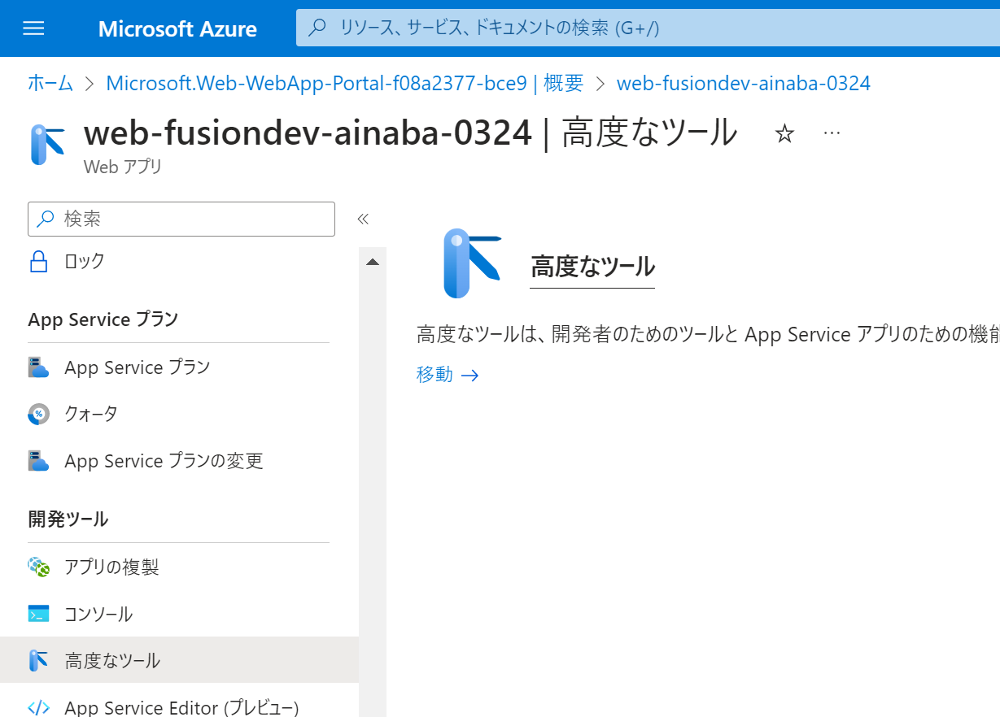 Microsoft Azure
リソース、サービス、ドキュメントの検索 (G+/)
ホーム > Microsoft.Web-WebApp-Portal-f08a2377-bce9 | 概要 > web-fusiondev-ainaba-0324
web-fusiondev-ainaba-0324 | 高度なツール
Web アプリ
検索
ロック
App Service プラン
App Service プラン
クォータ
App Service プランの変更
開発ツール
アプリの複製
コンソール
高度なツール
App Service Editor (プレビュー)
高度なツール
高度なツールは、開発者のためのツールと App Service アプリのための機能
移動 →